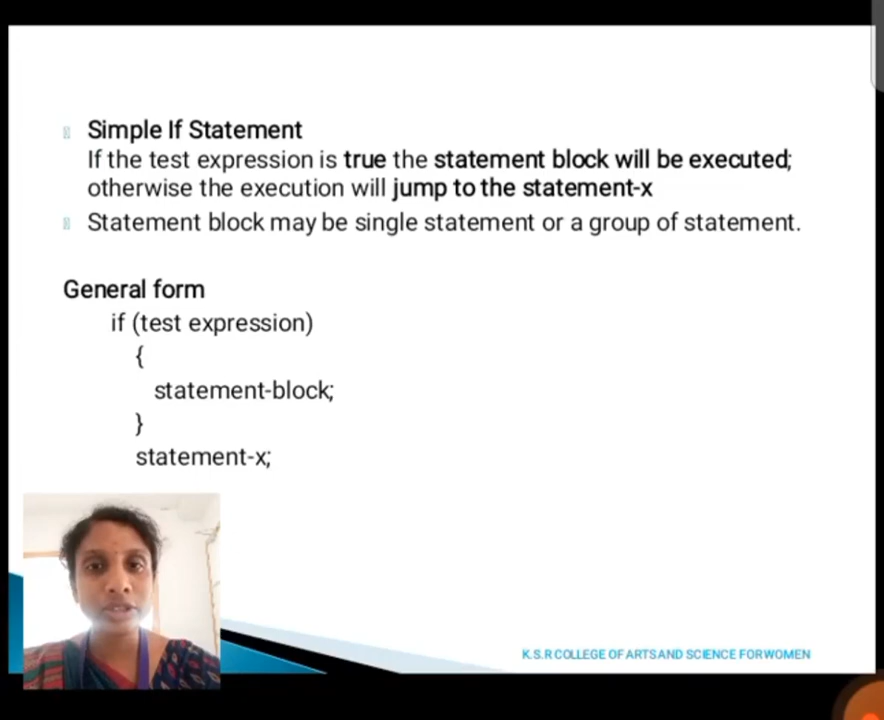 Simple If Statement
If the test expression is true the statement block will be executed;
otherwise the execution will jump to the statement-x
Statement block may be single statement or a group of statement.
General form
if (test expression)
{
statement-block;
}
statement-x;
K.S.R COLLEGE OF ARTS AND SCIENCE FOR WOMEN